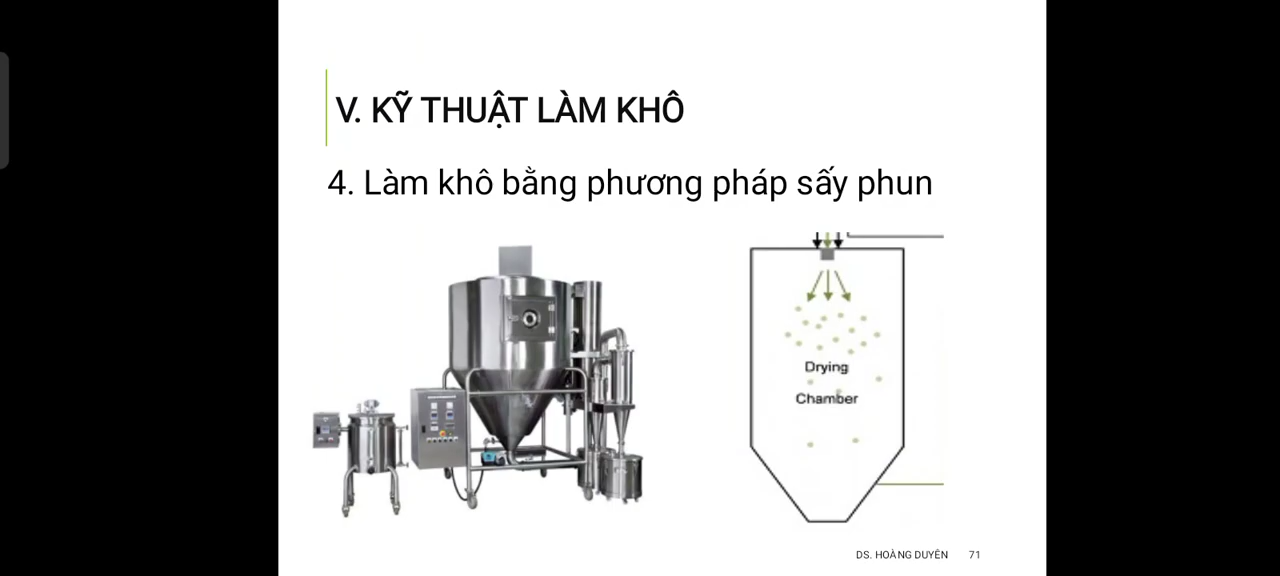 V. KỸ THUẬT LÀM KHÔ
4. Làm khô bằng phương pháp sấy phun
Drying
Chamber
DS. HOÀNG DUYÊN 71